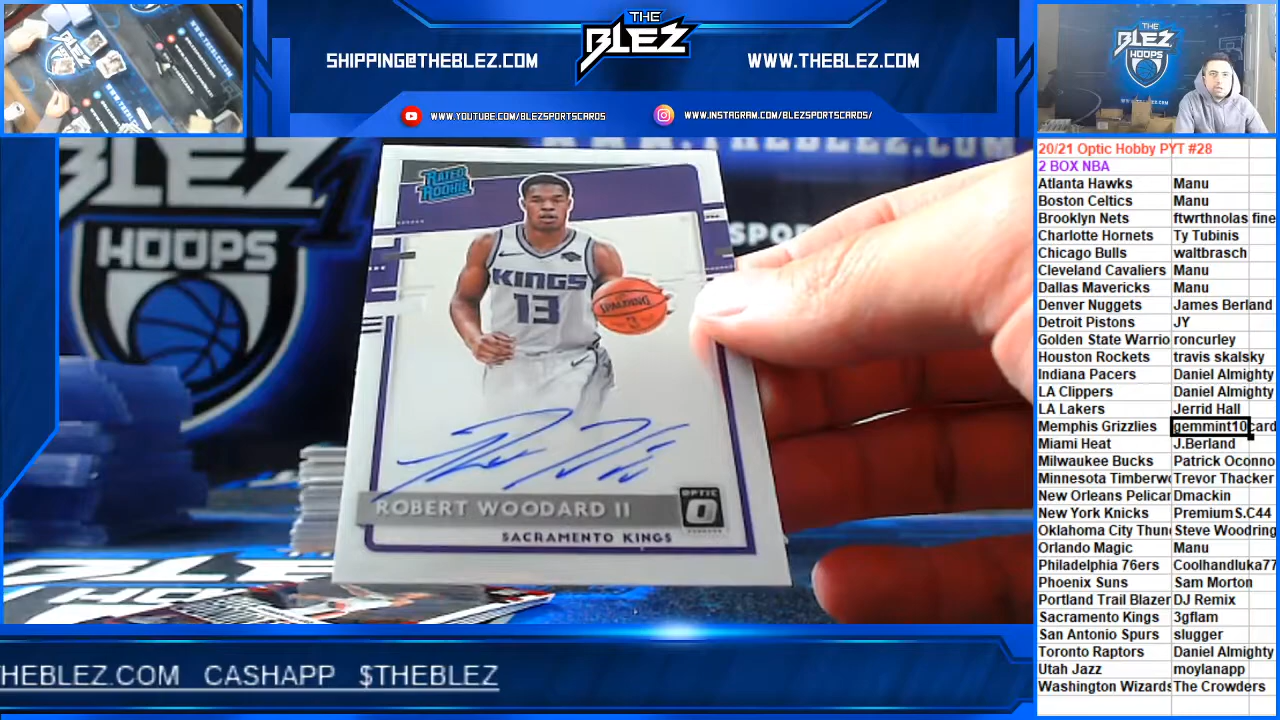 THE
BLEZ
SHIPPING@THEBLEZ.COM
WWW.THEBLEZ.COM
WWW.YOUTUBE.COM/BLEZSPORTSCARDS
WWW.INSTAGRAM.COM/BLEZSPORTSCARDS/
THE
BLEZ
HOOPS
BLEZ
HOOPS
RATED
ROOKIE
KINGS
13
SPALDING
ROBERT WOODARD II
OPTIC
SACRAMENTO KINGS
HEBLEZ.COM CASHAPP $THEBLEZ
20/21 Optic Hobby PYT #28
2 BOX NBA
Atlanta Hawks Manu
Boston Celtics Manu
Brooklyn Nets ftwrthnolas fine
Charlotte Hornets Ty Tubinis
Chicago Bulls waltbrasch
Cleveland Cavaliers Manu
Dallas Mavericks Manu
Denver Nuggets James Berland
Detroit Pistons JY
Golden State Warrio roncurley
Houston Rockets travis skalsky
Indiana Pacers Daniel Almighty
LA Clippers Daniel Almighty
LA Lakers Jerrid Hall
Memphis Grizzlies gemmint10card
Miami Heat J.Berland
Milwaukee Bucks Patrick Oconno
Minnesota Timberwo Trevor Thacker
New Orleans Pelican Dmackin
New York Knicks PremiumS.C44
Oklahoma City Thun Steve Woodring
Orlando Magic Manu
Philadelphia 76ers Coolhandluka77
Phoenix Suns Sam Morton
Portland Trail Blazer DJ Remix
Sacramento Kings 3gflam
San Antonio Spurs slugger
Toronto Raptors Daniel Almighty
Utah Jazz moylanapp
Washington Wizards The Crowders